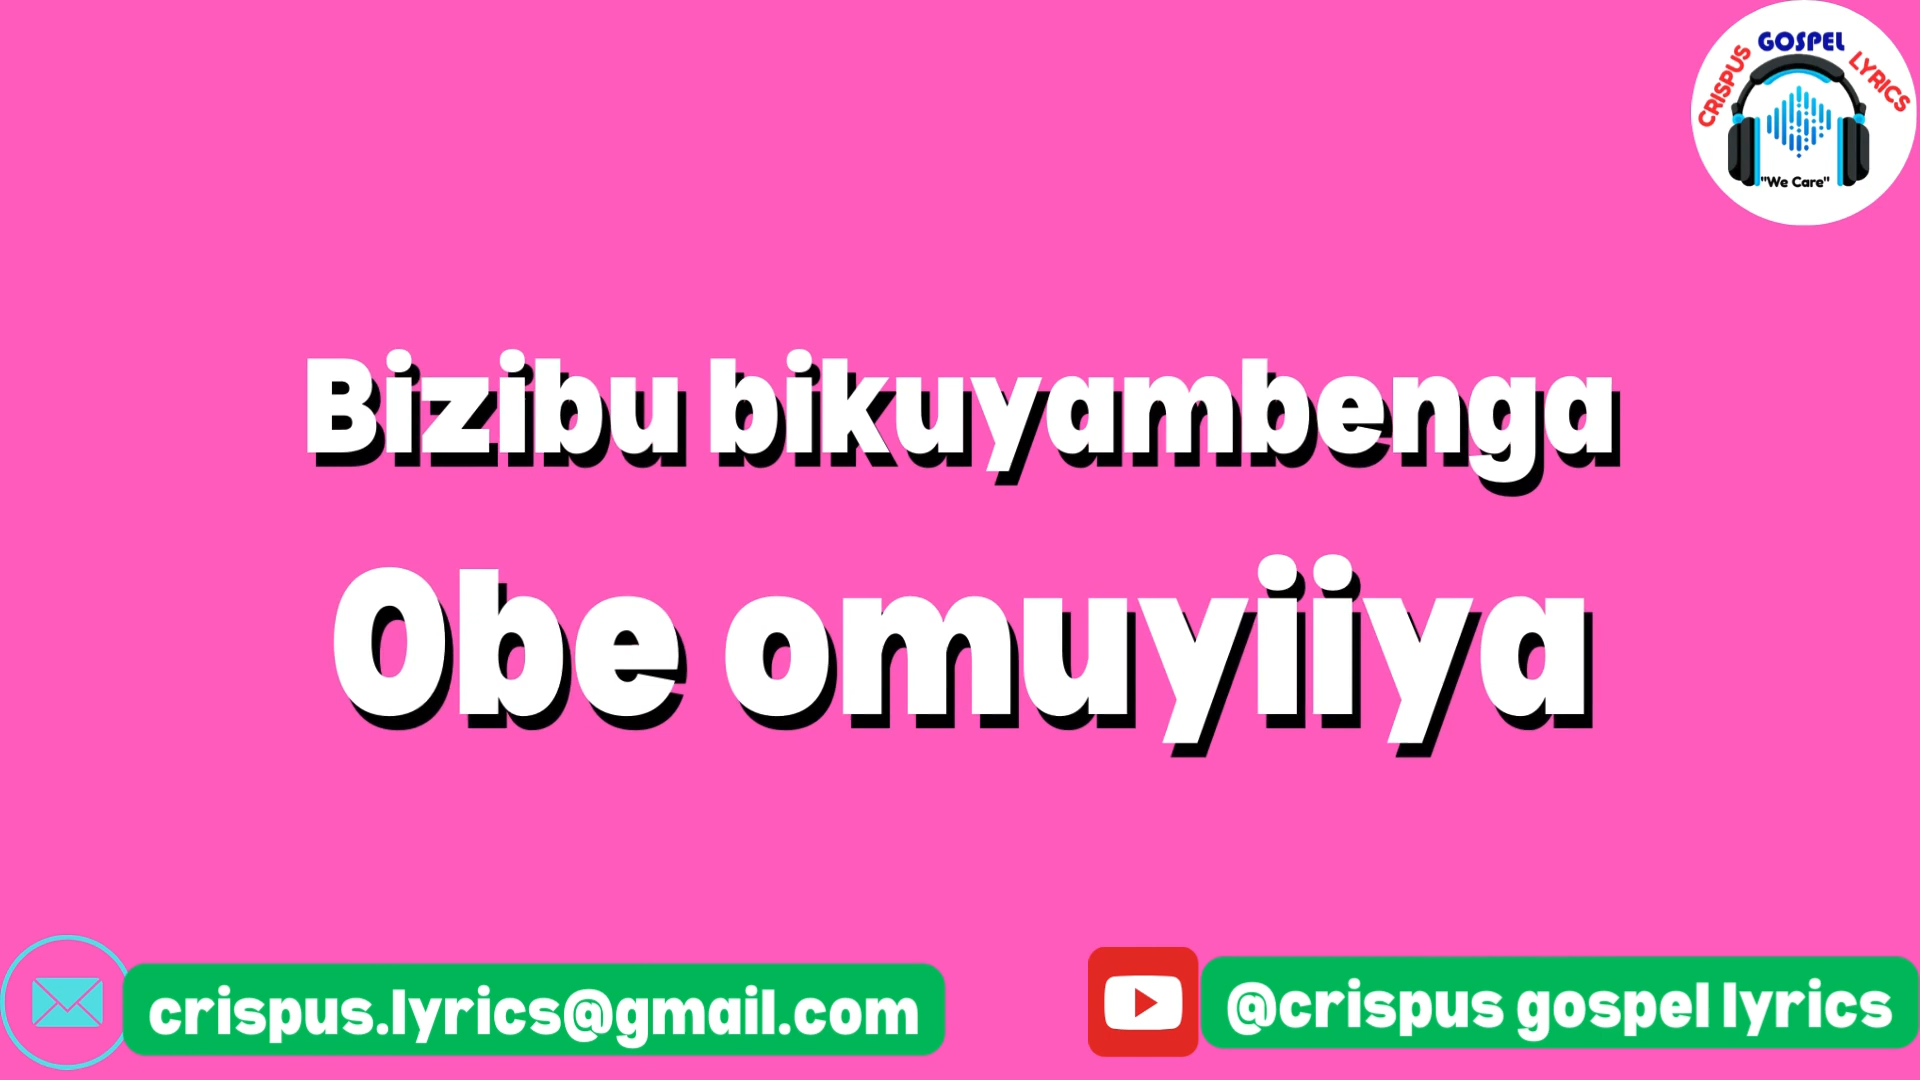 CRISPUS GOSPEL LYRICS
"We Care"
Bizibu bikuyambenga
Obe omuyiiya
crispus.lyrics@gmail.com
@crispus gospel lyrics